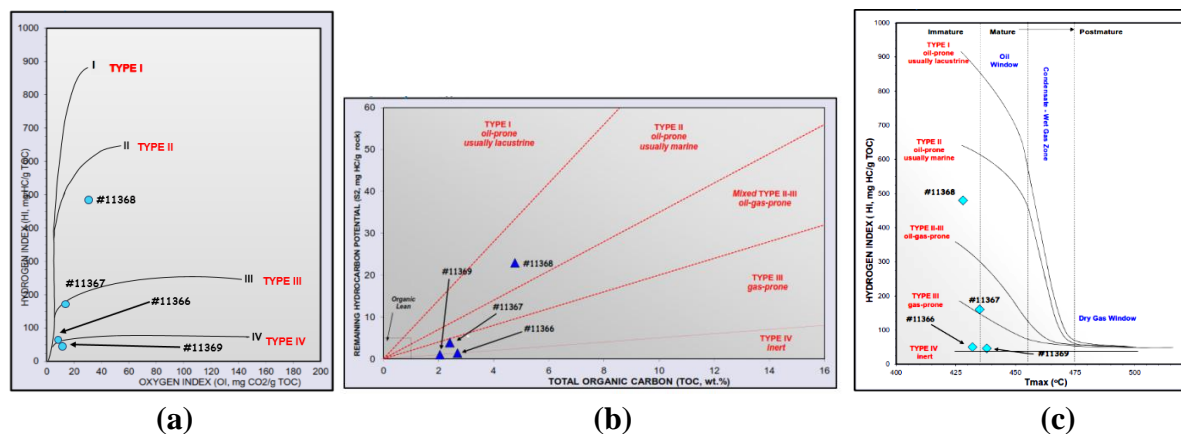 1000
900
800
700
600
500
400
300
200
100
0
HYDROGEN INDEX (HI, mg HC/g TOC)
I TYPE I
II TYPE II
#11368
#11367
III TYPE III
#11366
IV TYPE IV
#11369
0 20 40 60 80 100 120 140 160 180 200
OXYGEN INDEX (OI, mg CO2/g TOC)
(a)
60
50
40
30
20
10
0
REMAINING HYDROCARBON POTENTIAL (S2, mg HC/g rock)
TYPE I
oil-prone
usually lacustrine
TYPE II
oil-prone
usually marine
Mixed TYPE II-III
oil-gas-prone
#11369
#11368
TYPE III
gas-prone
#11367
Organic
Lean
#11366
TYPE IV
Inert
0 2 4 6 8 10 12 14 16
TOTAL ORGANIC CARBON (TOC, wt.%)
(b)
1000
900
800
700
600
500
400
300
200
100
0
HYDROGEN INDEX ( HI, mg HC/g TOC)
Immature Mature Postmature
TYPE I
oil-prone
usually lacustrine
Oil
Window
Condensate - Wet Gas Zone
TYPE II
oil-prone
usually marine
#11368
TYPE II-III
oil-gas-prone
TYPE III
gas-prone
#11367
#11366
Dry Gas Window
TYPE IV
Inert
#11369
400 425 450 475 500
Tmax (oC)
(c)